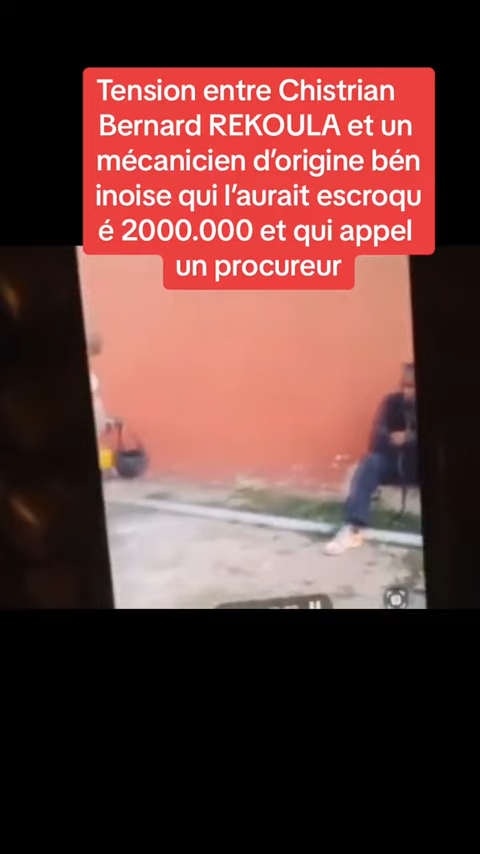 Tension entre Chistrian
Bernard REKOULA et un
mécanicien d’origine bén
inoise qui l’aurait escroqu
é 2000.000 et qui appel
un procureur